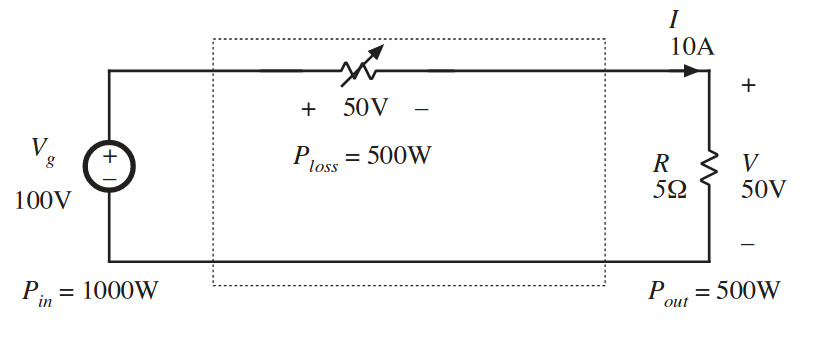 I
10A
+
+ 50V –
V_g
+
–
100V
P_loss = 500W
R
5Ω
V
50V
–
P_in = 1000W
P_out = 500W